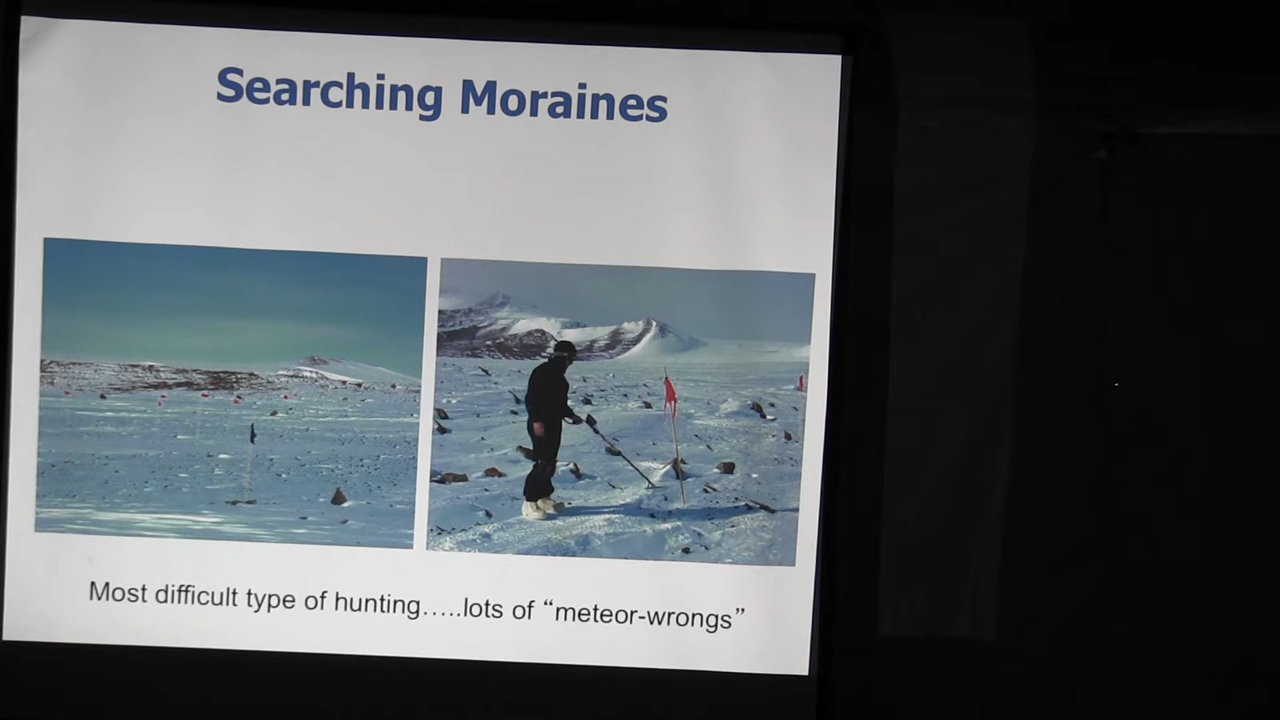 Searching Moraines
Most difficult type of hunting.....lots of “meteor-wrongs”